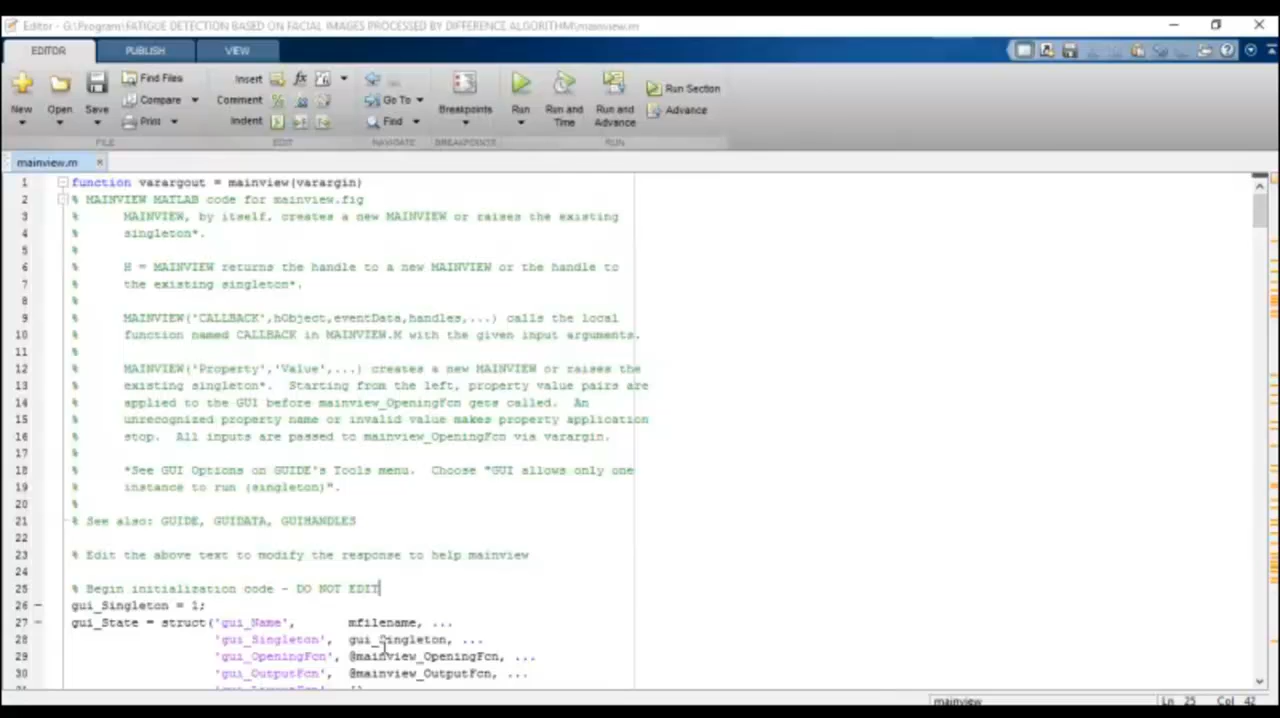 Editor - G:\Program\FATIGUE DETECTION BASED ON FACIAL IMAGES PROCESSED BY DIFFERENCE ALGORITHM\mainview.m
EDITOR PUBLISH VIEW
New Open Save Find Files Compare Print
Insert Comment Indent
Go To Find
Breakpoints Run Run and Time Run and Advance Run Section Advance
FILE EDIT NAVIGATE BREAKPOINTS RUN
mainview.m
1 function varargout = mainview(varargin)
2 % MAINVIEW MATLAB code for mainview.fig
3 % MAINVIEW, by itself, creates a new MAINVIEW or raises the existing
4 % singleton*.
5 %
6 % H = MAINVIEW returns the handle to a new MAINVIEW or the handle to
7 % the existing singleton*.
8 %
9 % MAINVIEW('CALLBACK',hObject,eventData,handles,...) calls the local
10 % function named CALLBACK in MAINVIEW.M with the given input arguments.
11 %
12 % MAINVIEW('Property','Value',...) creates a new MAINVIEW or raises the
13 % existing singleton*.  Starting from the left, property value pairs are
14 % applied to the GUI before mainview_OpeningFcn gets called.  An
15 % unrecognized property name or invalid value makes property application
16 % stop.  All inputs are passed to mainview_OpeningFcn via varargin.
17 %
18 % *See GUI Options on GUIDE's Tools menu.  Choose "GUI allows only one
19 % instance to run (singleton)".
20 %
21 % See also: GUIDE, GUIDATA, GUIHANDLES
22
23 % Edit the above text to modify the response to help mainview
24
25 % Begin initialization code - DO NOT EDIT
26 gui_Singleton = 1;
27 gui_State = struct('gui_Name', mfilename, ...
28 'gui_Singleton', gui_Singleton, ...
29 'gui_OpeningFcn', @mainview_OpeningFcn, ...
30 'gui_OutputFcn', @mainview_OutputFcn, ...
mainview Ln 25 Col 42